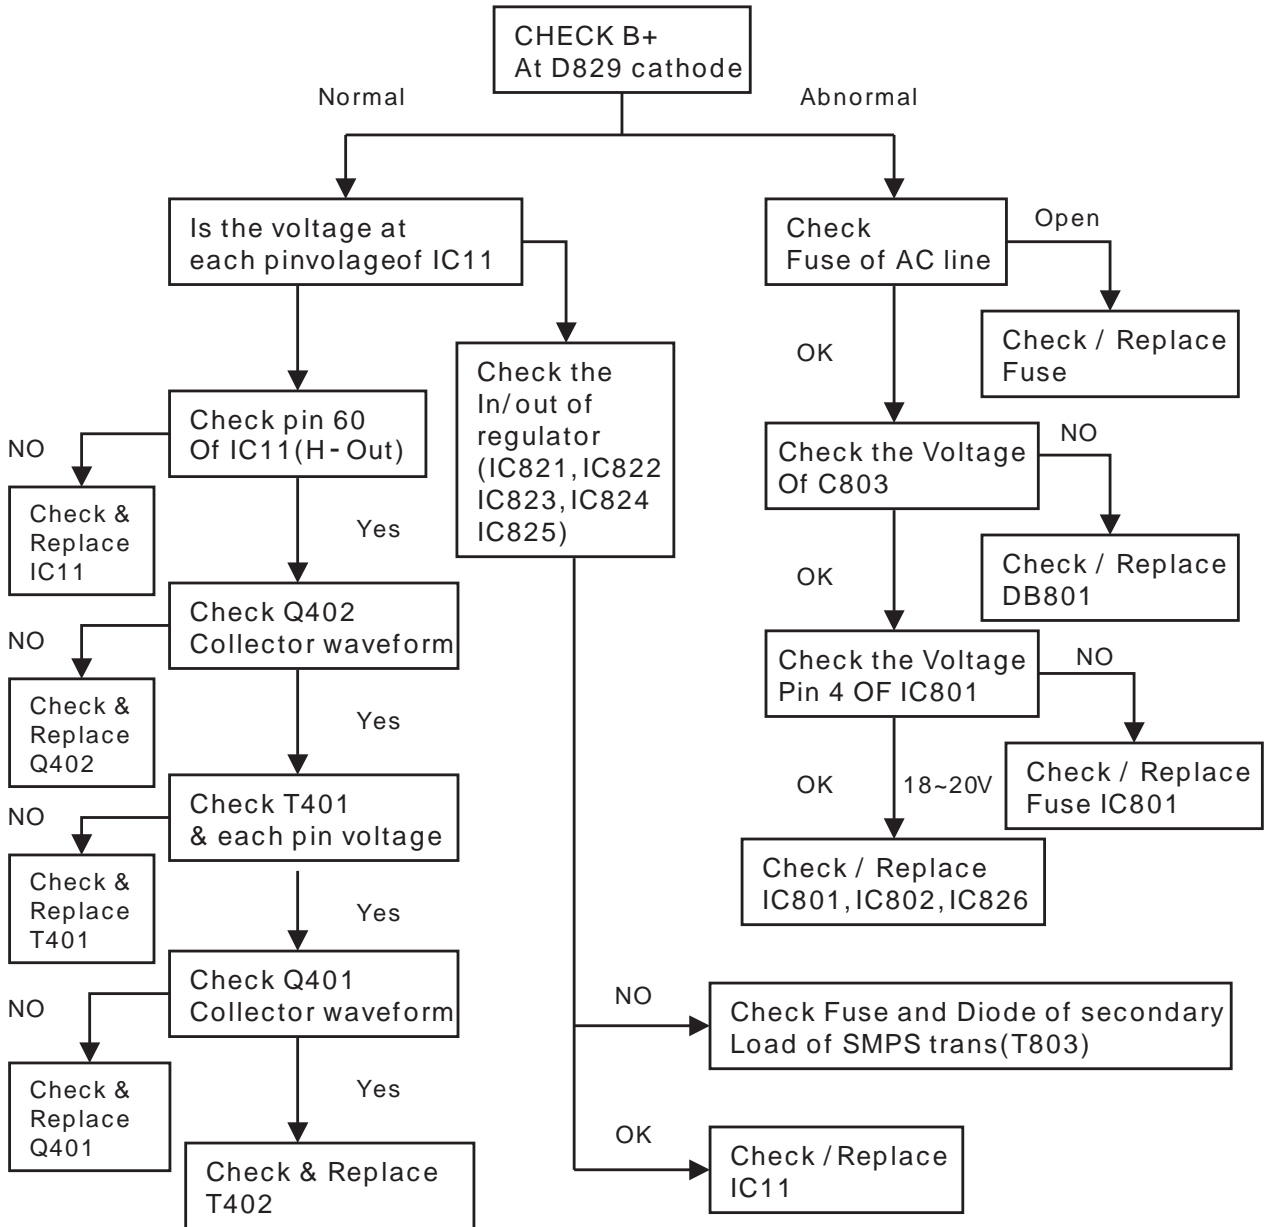 CHECK B+
At D829 cathode
Normal
Abnormal
Is the voltage at
each pinvolageof IC11
Check
Fuse of AC line
Open
Check / Replace
Fuse
OK
Check the
In/out of
regulator
(IC821, IC822
IC823, IC824
IC825)
Check pin 60
Of IC11(H-Out)
NO
Check &
Replace
IC11
Yes
Check the Voltage
Of C803
NO
Check / Replace
DB801
OK
Check Q402
Collector waveform
NO
Check &
Replace
Q402
Yes
Check the Voltage
Pin 4 OF IC801
NO
Check / Replace
Fuse IC801
OK
18~20V
Check / Replace
IC801, IC802, IC826
Check T401
& each pin voltage
NO
Check &
Replace
T401
Yes
Check Q401
Collector waveform
NO
Check &
Replace
Q401
Yes
Check & Replace
T402
NO
Check Fuse and Diode of secondary
Load of SMPS trans(T803)
OK
Check /Replace
IC11